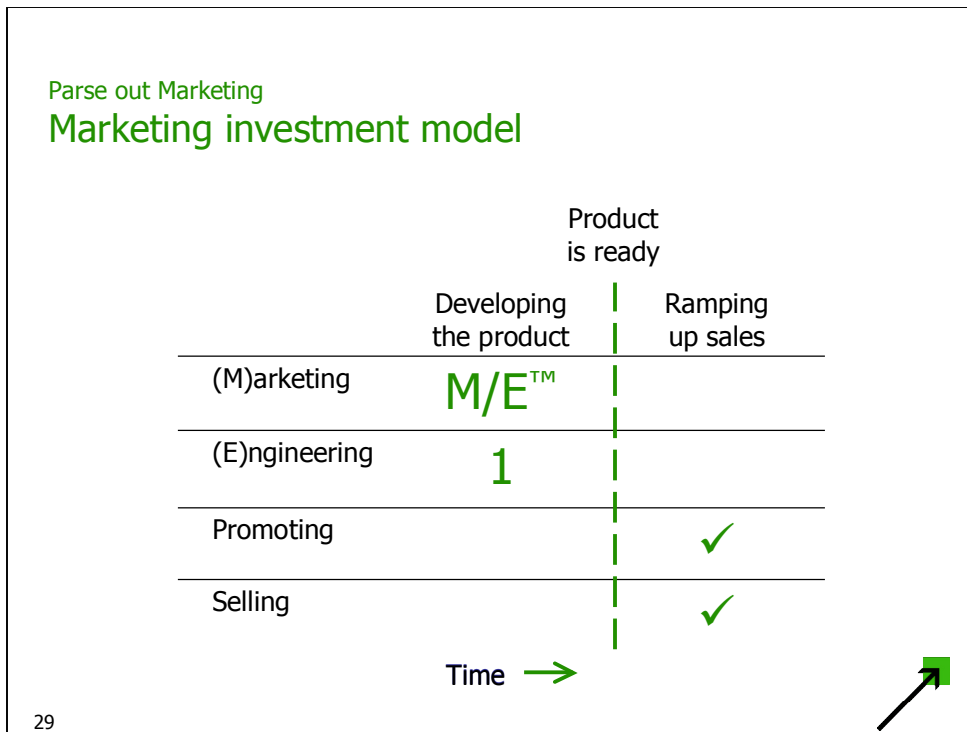 Parse out Marketing
Marketing investment model
Product
is ready
Developing
the product
Ramping
up sales
(M)arketing
M/E™
(E)ngineering
1
Promoting
✓
Selling
✓
Time →
29